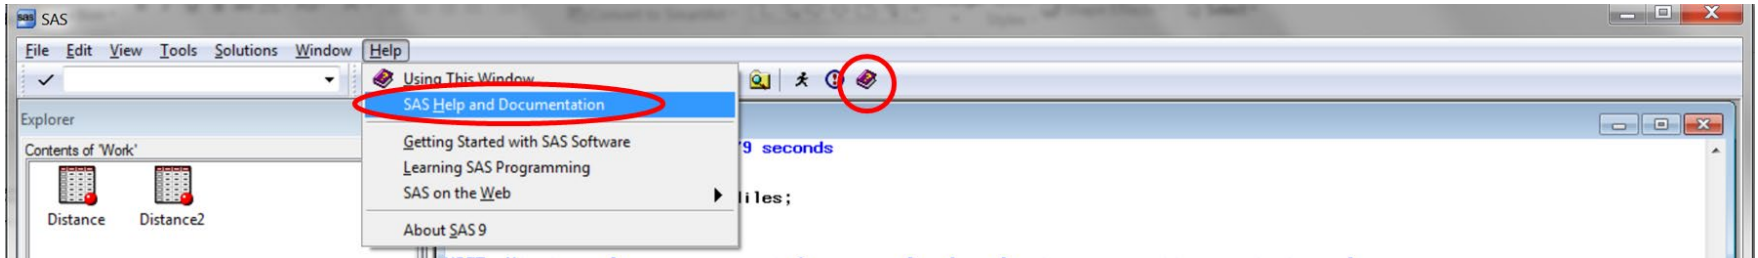 SAS
File Edit View Tools Solutions Window Help
Using This Window
SAS Help and Documentation
Explorer
Getting Started with SAS Software
Contents of 'Work'
9 seconds
Learning SAS Programming
SAS on the Web
iles;
Distance Distance2
About SAS 9